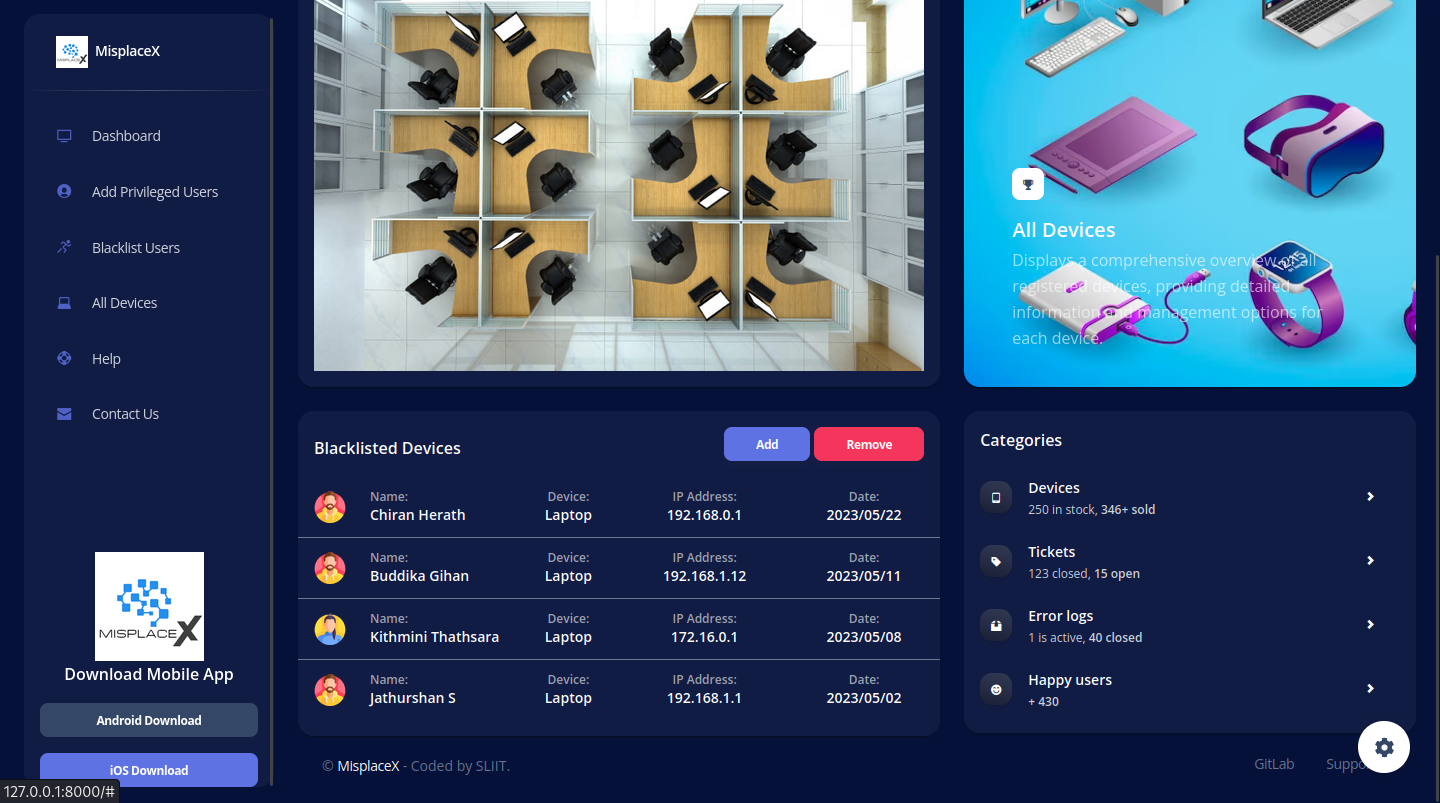 MISPLACEX
MisplaceX
Dashboard
Add Privileged Users
Blacklist Users
All Devices
Help
Contact Us
MISPLACEX
Download Mobile App
Android Download
iOS Download
127.0.0.1:8000/#
12:15
All Devices
Displays a comprehensive overview of all
registered devices, providing detailed
information and management options for
each device.
Blacklisted Devices
Add
Remove
Name: Device: IP Address: Date:
Chiran Herath Laptop 192.168.0.1 2023/05/22
Name: Device: IP Address: Date:
Buddika Gihan Laptop 192.168.1.12 2023/05/11
Name: Device: IP Address: Date:
Kithmini Thathsara Laptop 172.16.0.1 2023/05/08
Name: Device: IP Address: Date:
Jathurshan S Laptop 192.168.1.1 2023/05/02
Categories
Devices
250 in stock, 346+ sold
Tickets
123 closed, 15 open
Error logs
1 is active, 40 closed
Happy users
+ 430
© MisplaceX - Coded by SLIIT.
GitLab